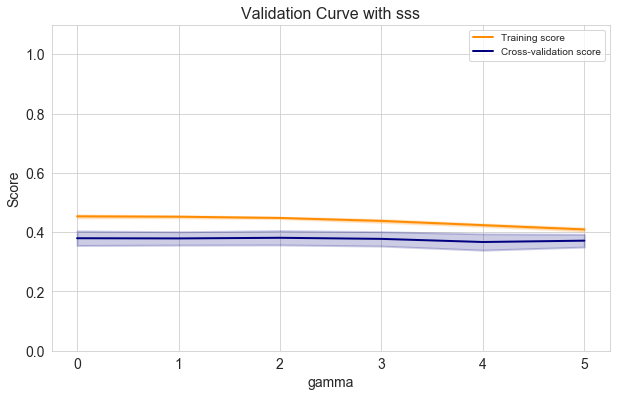 Validation Curve with sss
Training score
Cross-validation score
1.0
0.8
0.6
0.4
0.2
0.0
Score
0 1 2 3 4 5
gamma